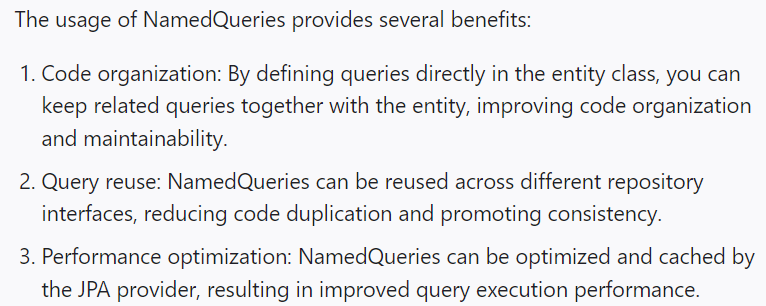 The usage of NamedQueries provides several benefits:
1. Code organization: By defining queries directly in the entity class, you can
keep related queries together with the entity, improving code organization
and maintainability.
2. Query reuse: NamedQueries can be reused across different repository
interfaces, reducing code duplication and promoting consistency.
3. Performance optimization: NamedQueries can be optimized and cached by
the JPA provider, resulting in improved query execution performance.